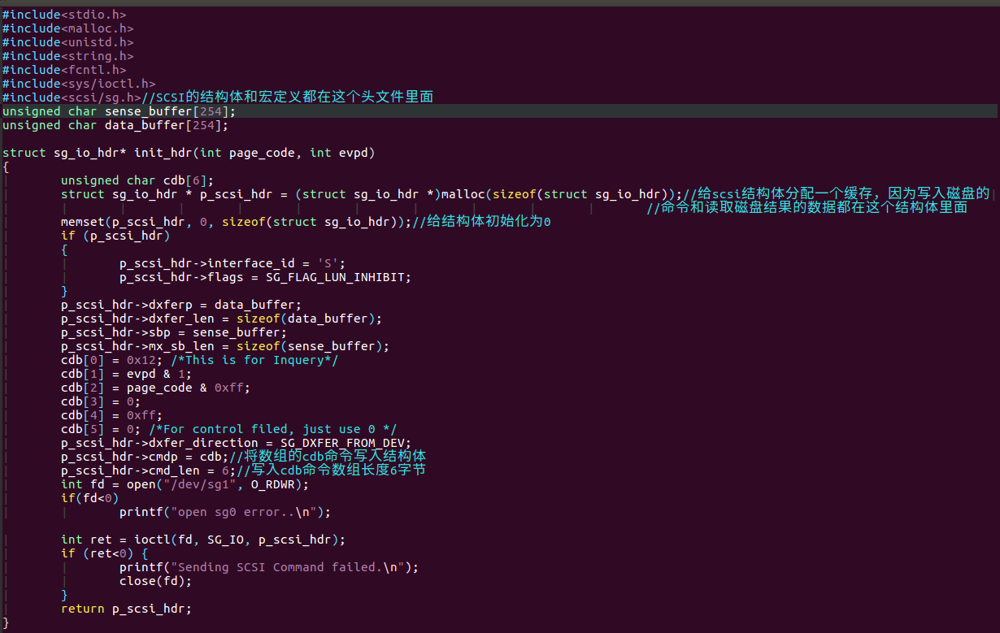 #include<stdio.h>
#include<malloc.h>
#include<unistd.h>
#include<string.h>
#include<fcntl.h>
#include<sys/ioctl.h>
#include<scsi/sg.h>//SCSI的结构体和宏定义都在这个头文件里面
unsigned char sense_buffer[254];
unsigned char data_buffer[254];

struct sg_io_hdr* init_hdr(int page_code, int evpd)
{
        unsigned char cdb[6];
        struct sg_io_hdr * p_scsi_hdr = (struct sg_io_hdr *)malloc(sizeof(struct sg_io_hdr));//给scsi结构体分配一个缓存，因为写入磁盘的
                                                                                        //命令和读取磁盘结果的数据都在这个结构体里面
        memset(p_scsi_hdr, 0, sizeof(struct sg_io_hdr));//给结构体初始化为0
        if (p_scsi_hdr)
        {
                p_scsi_hdr->interface_id = 'S';
                p_scsi_hdr->flags = SG_FLAG_LUN_INHIBIT;
        }
        p_scsi_hdr->dxferp = data_buffer;
        p_scsi_hdr->dxfer_len = sizeof(data_buffer);
        p_scsi_hdr->sbp = sense_buffer;
        p_scsi_hdr->mx_sb_len = sizeof(sense_buffer);
        cdb[0] = 0x12; /*This is for Inquery*/
        cdb[1] = evpd & 1;
        cdb[2] = page_code & 0xff;
        cdb[3] = 0;
        cdb[4] = 0xff;
        cdb[5] = 0; /*For control filed, just use 0 */
        p_scsi_hdr->dxfer_direction = SG_DXFER_FROM_DEV;
        p_scsi_hdr->cmdp = cdb;//将数组的cdb命令写入结构体
        p_scsi_hdr->cmd_len = 6;//写入cdb命令数组长度6字节
        int fd = open("/dev/sg1", O_RDWR);
        if(fd<0)
                printf("open sg0 error..\n");

        int ret = ioctl(fd, SG_IO, p_scsi_hdr);
        if (ret<0) {
                printf("Sending SCSI Command failed.\n");
                close(fd);
        }
        return p_scsi_hdr;
}